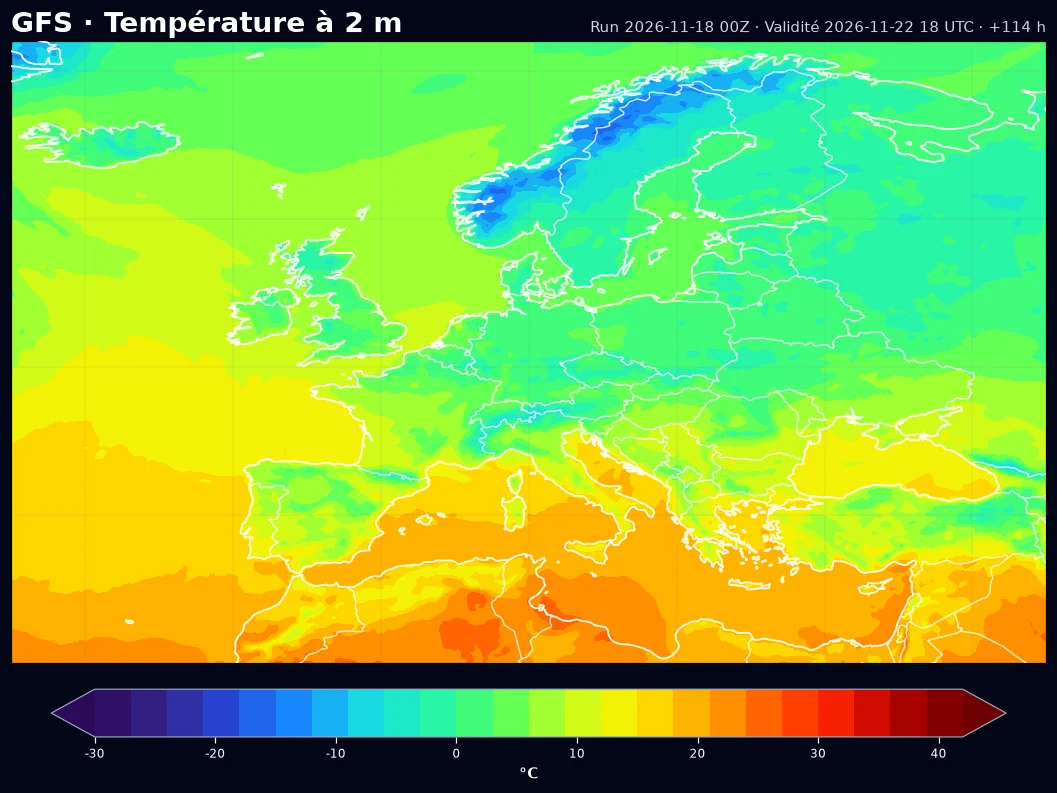 GFS · Température à 2 m
Run 2026-11-18 00Z · Validité 2026-11-22 18 UTC · +114 h
-30 -20 -10 0 10 20 30 40
°C